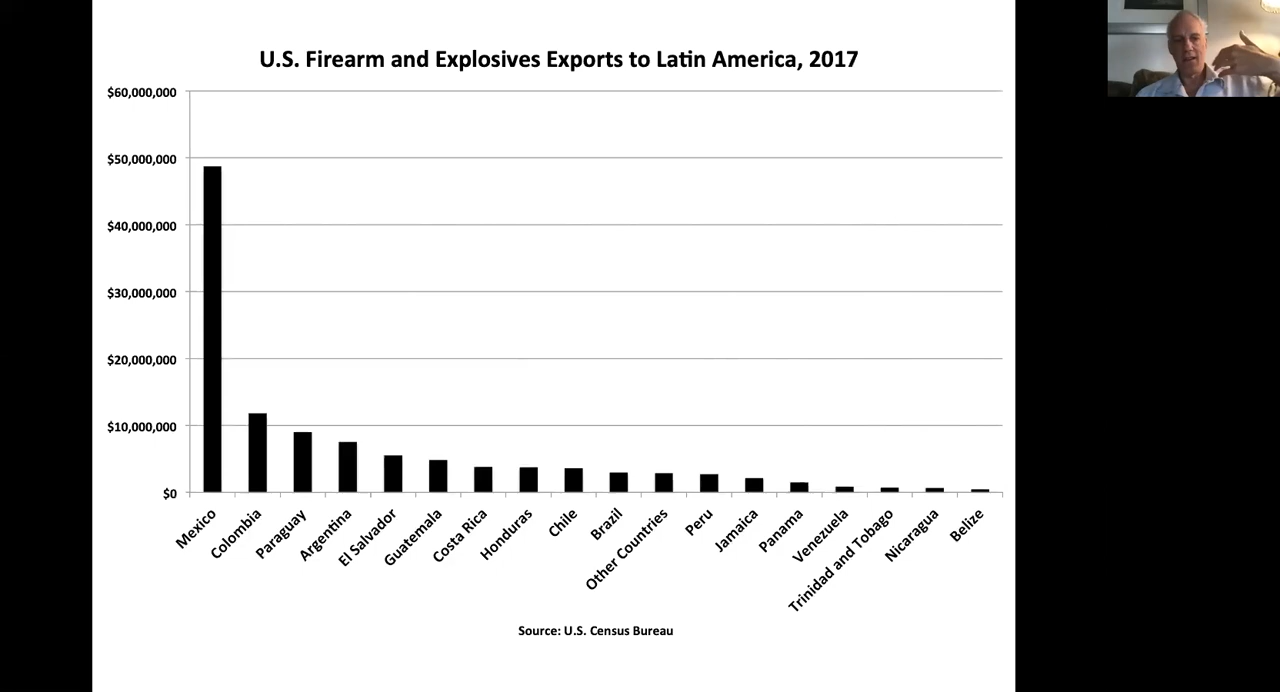 U.S. Firearm and Explosives Exports to Latin America, 2017
$60,000,000
$50,000,000
$40,000,000
$30,000,000
$20,000,000
$10,000,000
$0
Mexico
Colombia
Paraguay
Argentina
El Salvador
Guatemala
Costa Rica
Honduras
Chile
Brazil
Other Countries
Peru
Jamaica
Panama
Venezuela
Trinidad and Tobago
Nicaragua
Belize
Source: U.S. Census Bureau